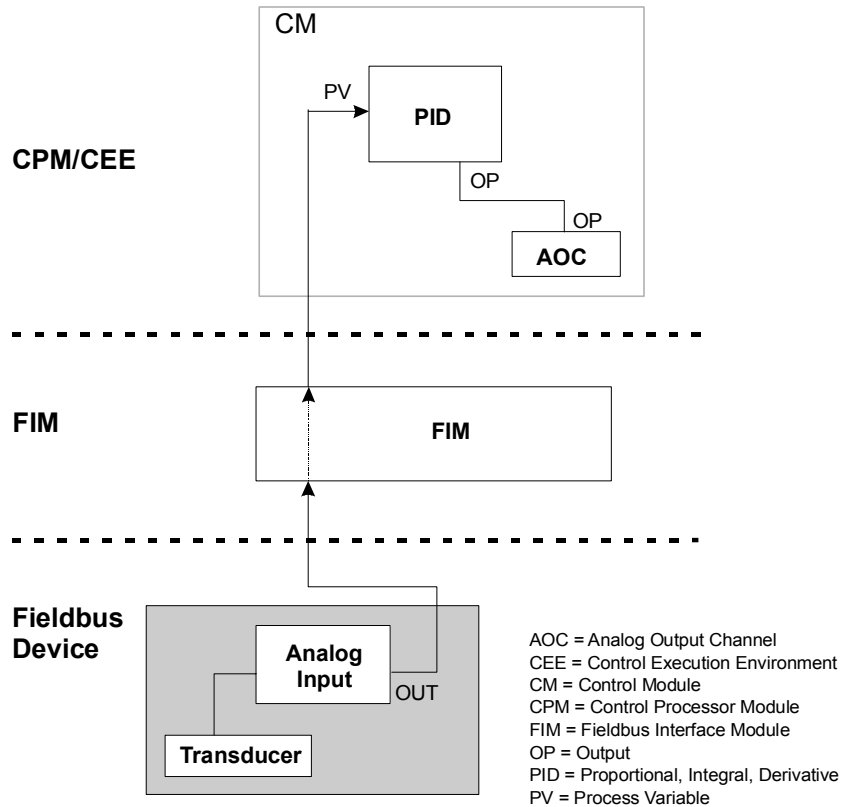 CM
PV
PID
CPM/CEE
OP
OP
AOC
FIM
FIM
Fieldbus
Device
Analog
Input
OUT
Transducer
AOC = Analog Output Channel
CEE = Control Execution Environment
CM = Control Module
CPM = Control Processor Module
FIM = Fieldbus Interface Module
OP = Output
PID = Proportional, Integral, Derivative
PV = Process Variable